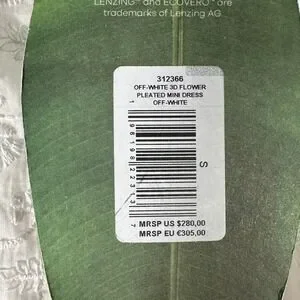 LENZING™ and ECOVERO™ are
trademarks of Lenzing AG.
312366
OFF-WHITE 3D FLOWER
PLEATED MINI DRESS
OFF-WHITE
S
MRSP US $280,00
MRSP EU €305,00